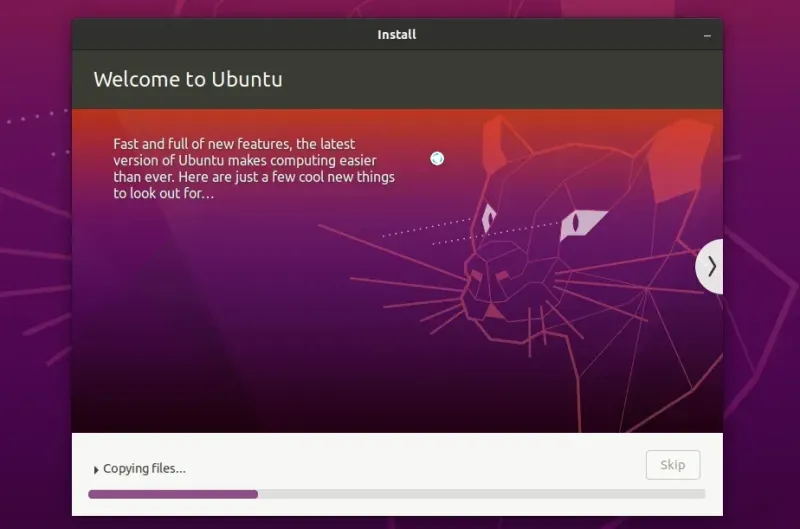 Install
Welcome to Ubuntu
Fast and full of new features, the latest
version of Ubuntu makes computing easier
than ever. Here are just a few cool new things
to look out for...
Copying files...
Skip